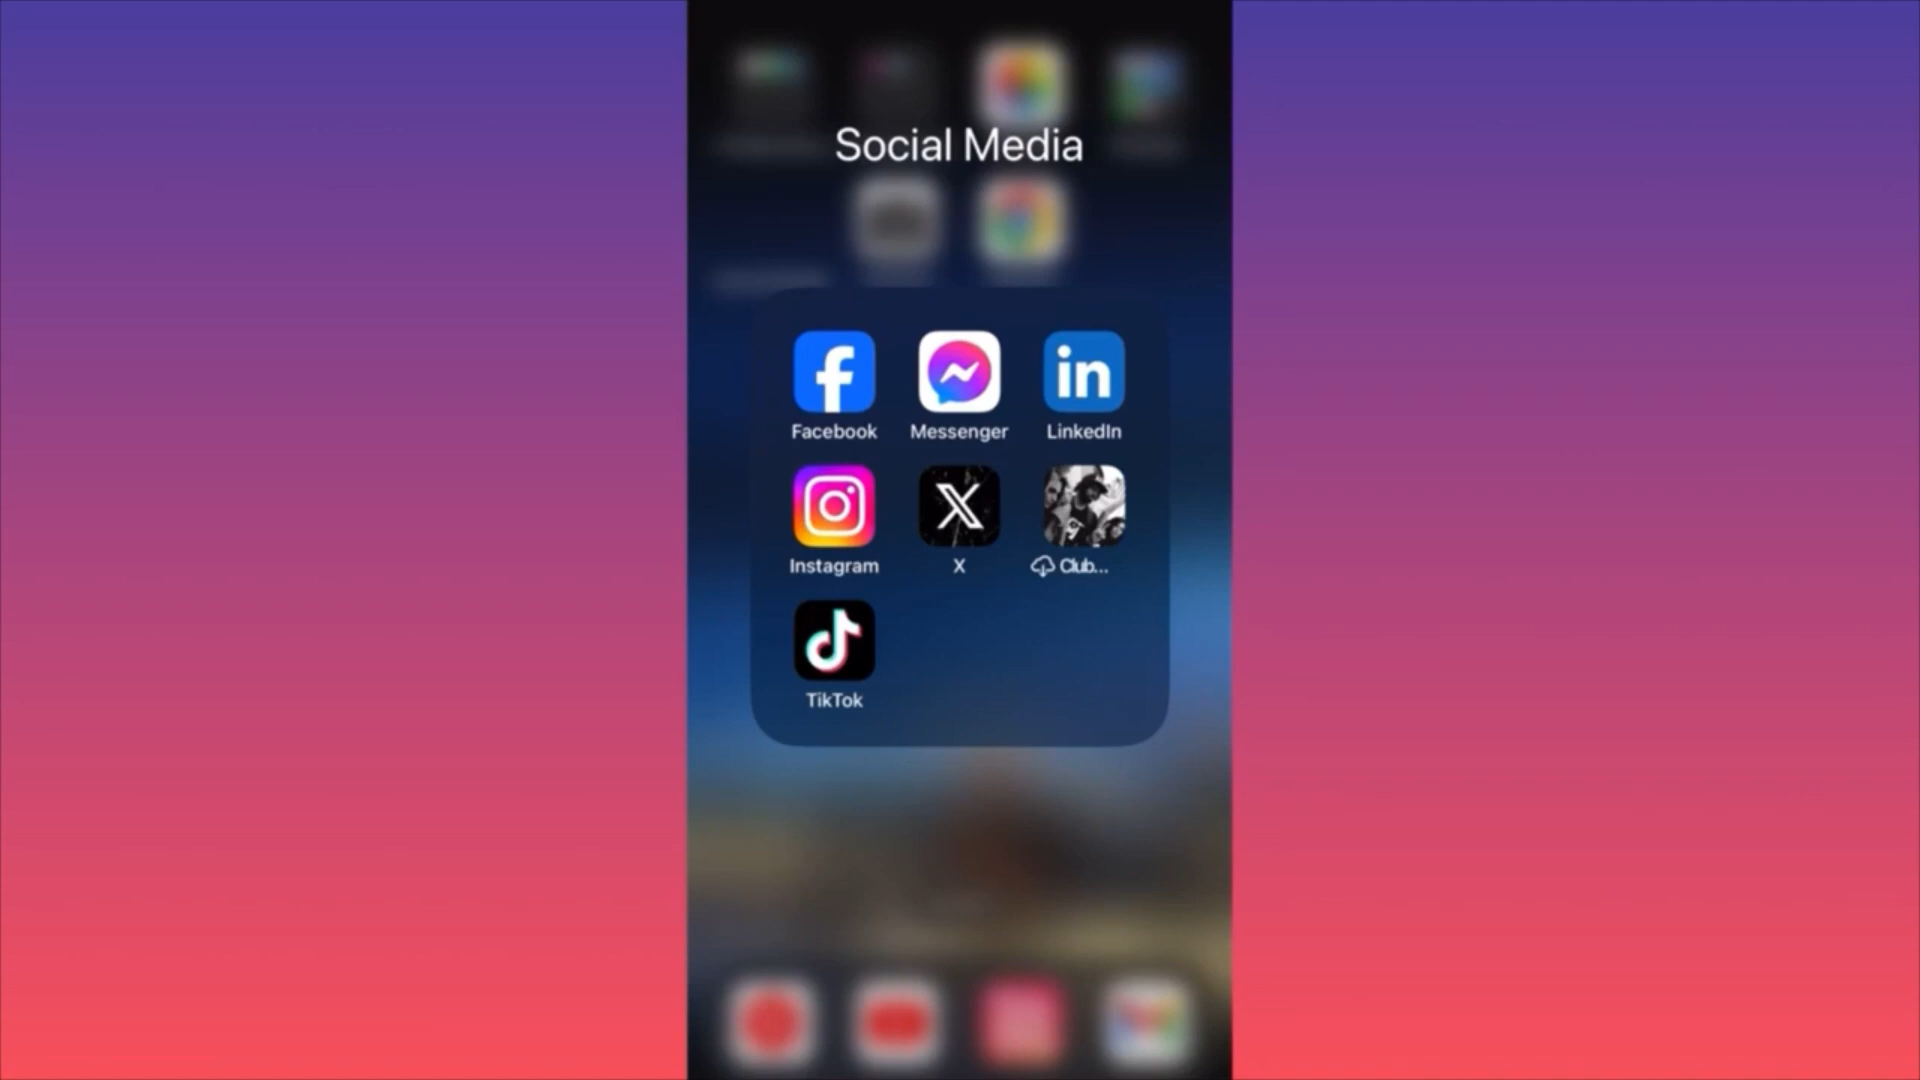 Social Media
Facebook
Messenger
LinkedIn
Instagram
X
Club...
TikTok